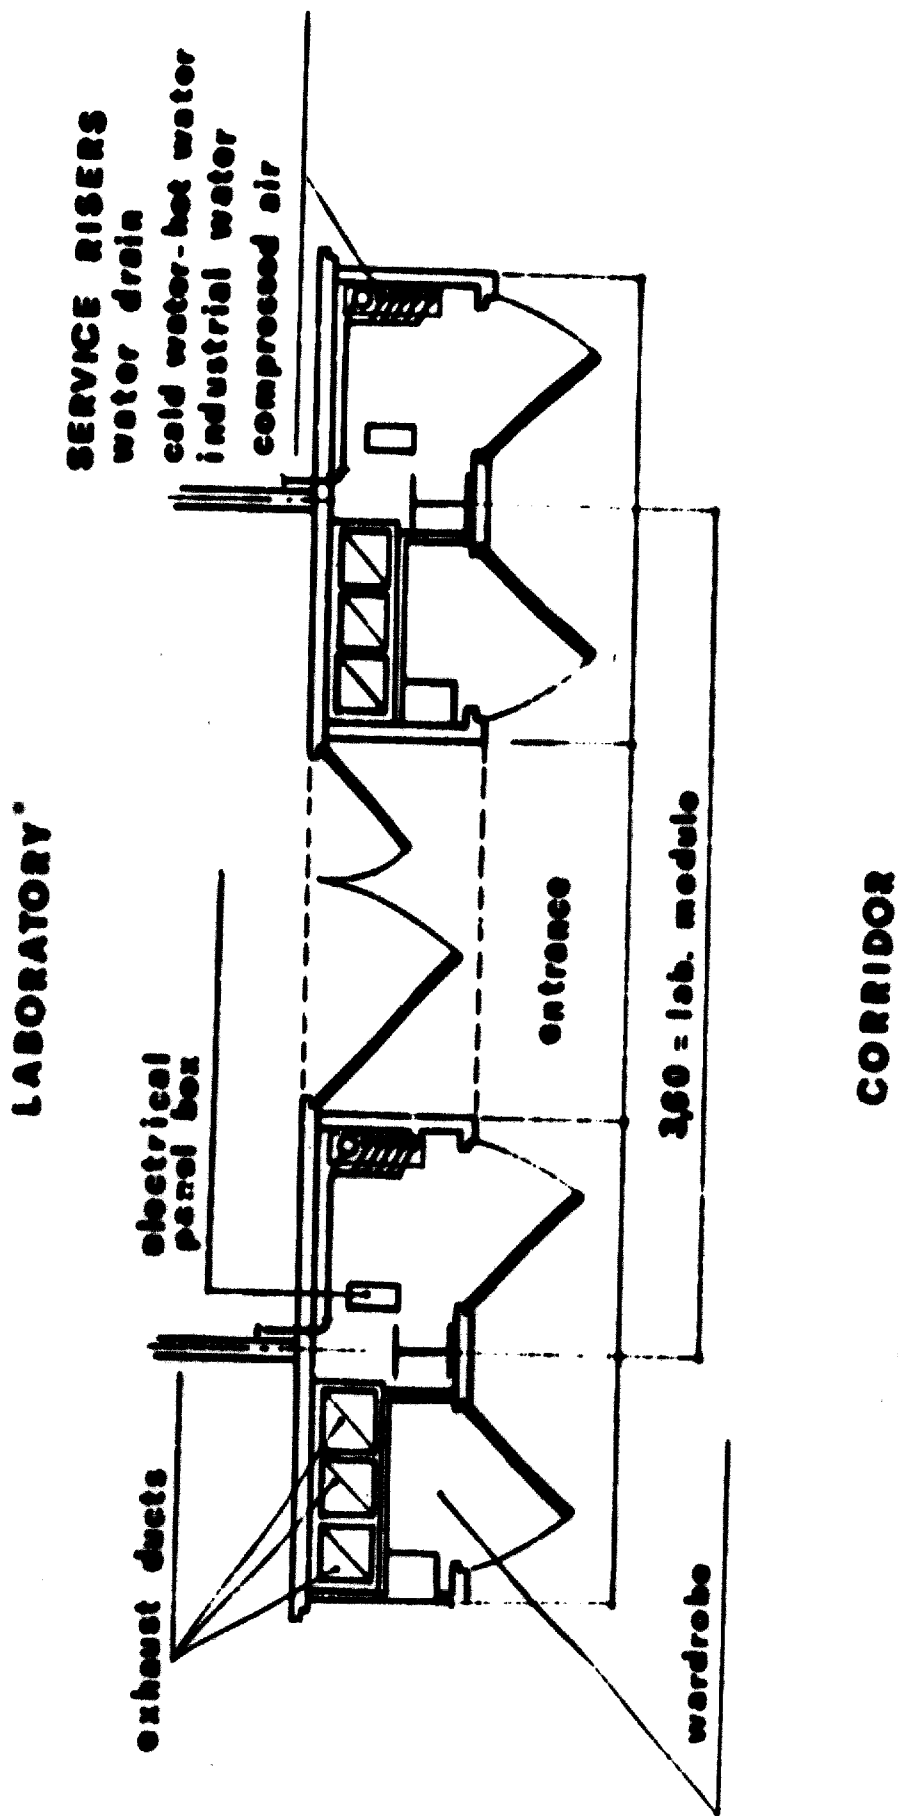 LABORATORY*
SERVICE RISERS
water drain
cold water-hot water
industrial water
compressed air
electrical
panel box
exhaust ducts
entrance
3,60 = lab. module
wardrobe
CORRIDOR